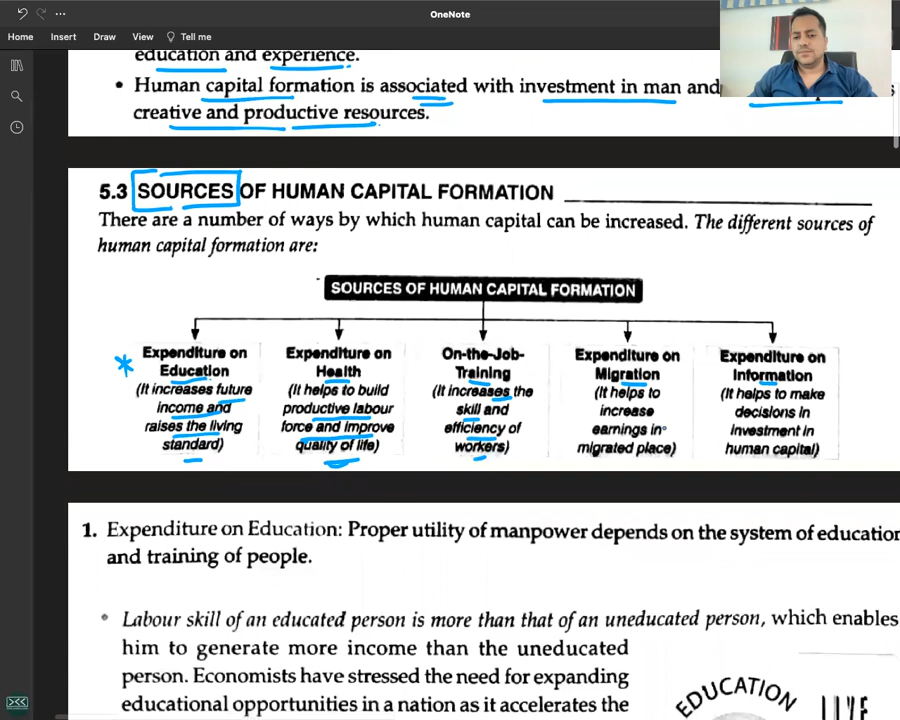 OneNote
Home Insert Draw View Tell me
education and experience.
• Human capital formation is associated with investment in man and
creative and productive resources.
5.3 SOURCES OF HUMAN CAPITAL FORMATION
There are a number of ways by which human capital can be increased. The different sources of
human capital formation are:
SOURCES OF HUMAN CAPITAL FORMATION
Expenditure on
Education
(It increases future
income and
raises the living
standard)
Expenditure on
Health
(It helps to build
productive labour
force and improve
quality of life)
On-the-Job-
Training
(It increases the
skill and
efficiency of
workers)
Expenditure on
Migration
(It helps to
increase
earnings in
migrated place)
Expenditure on
Information
(It helps to make
decisions in
investment in
human capital)
1. Expenditure on Education: Proper utility of manpower depends on the system of education
and training of people.
• Labour skill of an educated person is more than that of an uneducated person, which enables
him to generate more income than the uneducated
person. Economists have stressed the need for expanding
educational opportunities in a nation as it accelerates the
EDUCATION